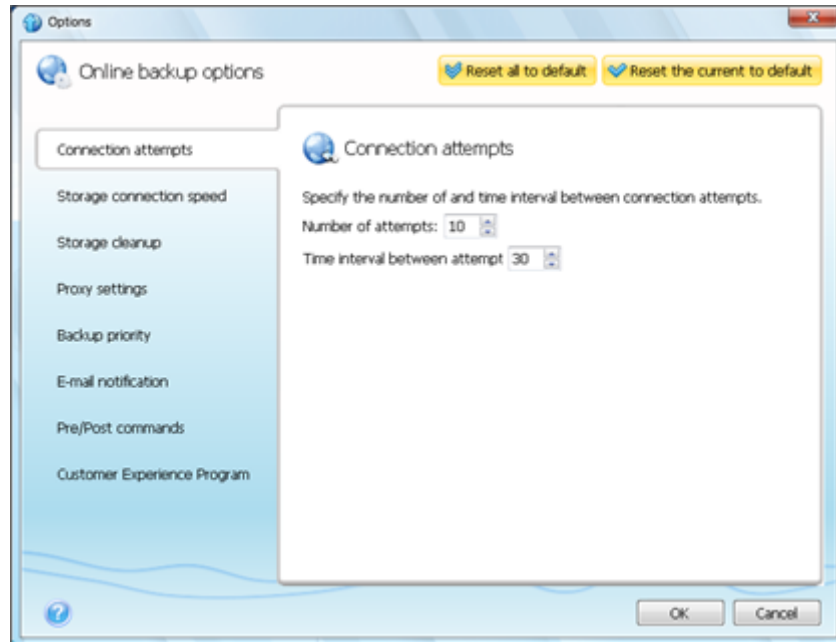 Options
Online backup options
Reset all to default
Reset the current to default
Connection attempts
Storage connection speed
Storage cleanup
Proxy settings
Backup priority
E-mail notification
Pre/Post commands
Customer Experience Program
Connection attempts
Specify the number of and time interval between connection attempts.
Number of attempts: 10
Time interval between attempt 30
OK
Cancel